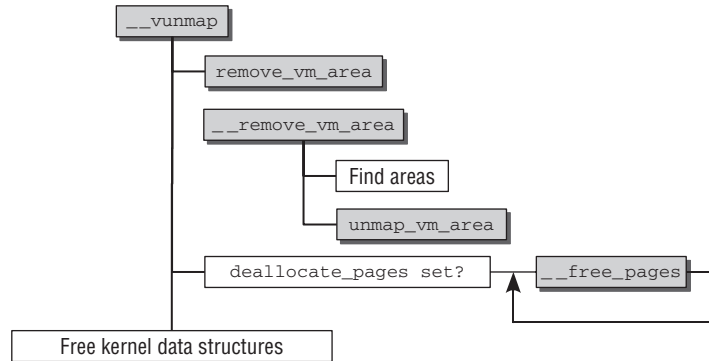 __vunmap
remove_vm_area
__remove_vm_area
Find areas
unmap_vm_area
deallocate_pages set?
__free_pages
Free kernel data structures